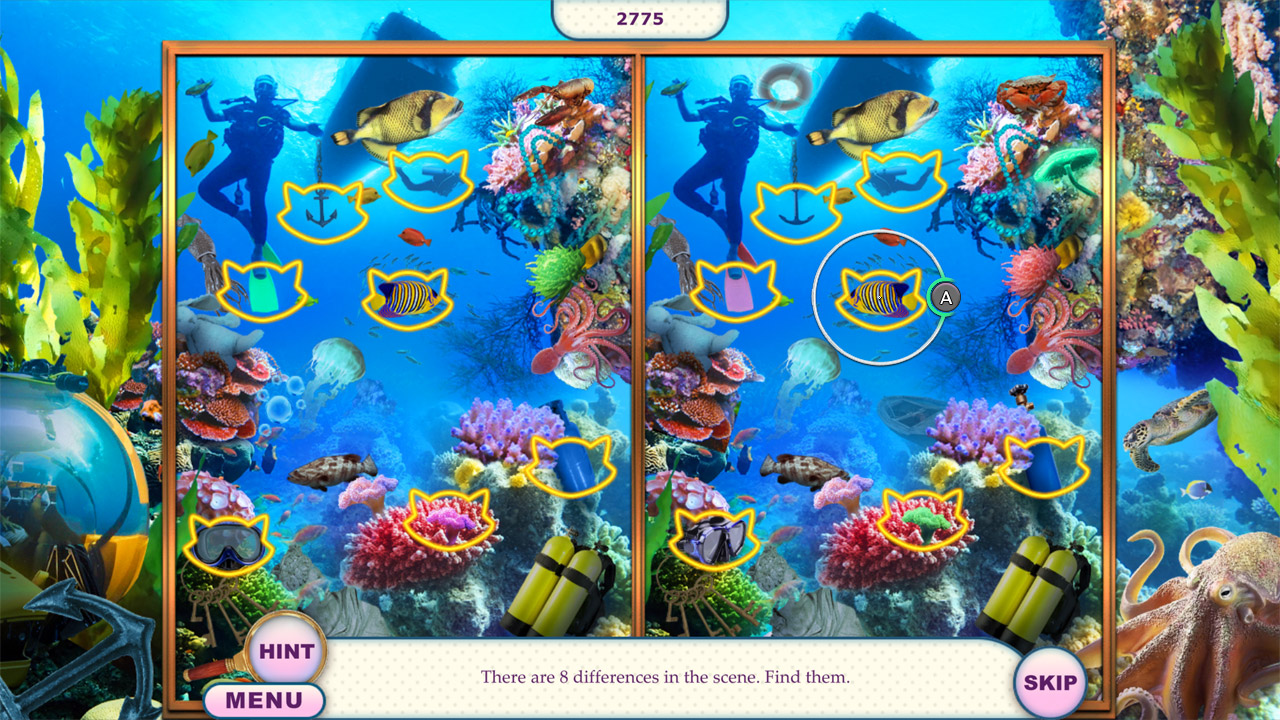 2775
A
HINT
MENU
There are 8 differences in the scene. Find them.
SKIP